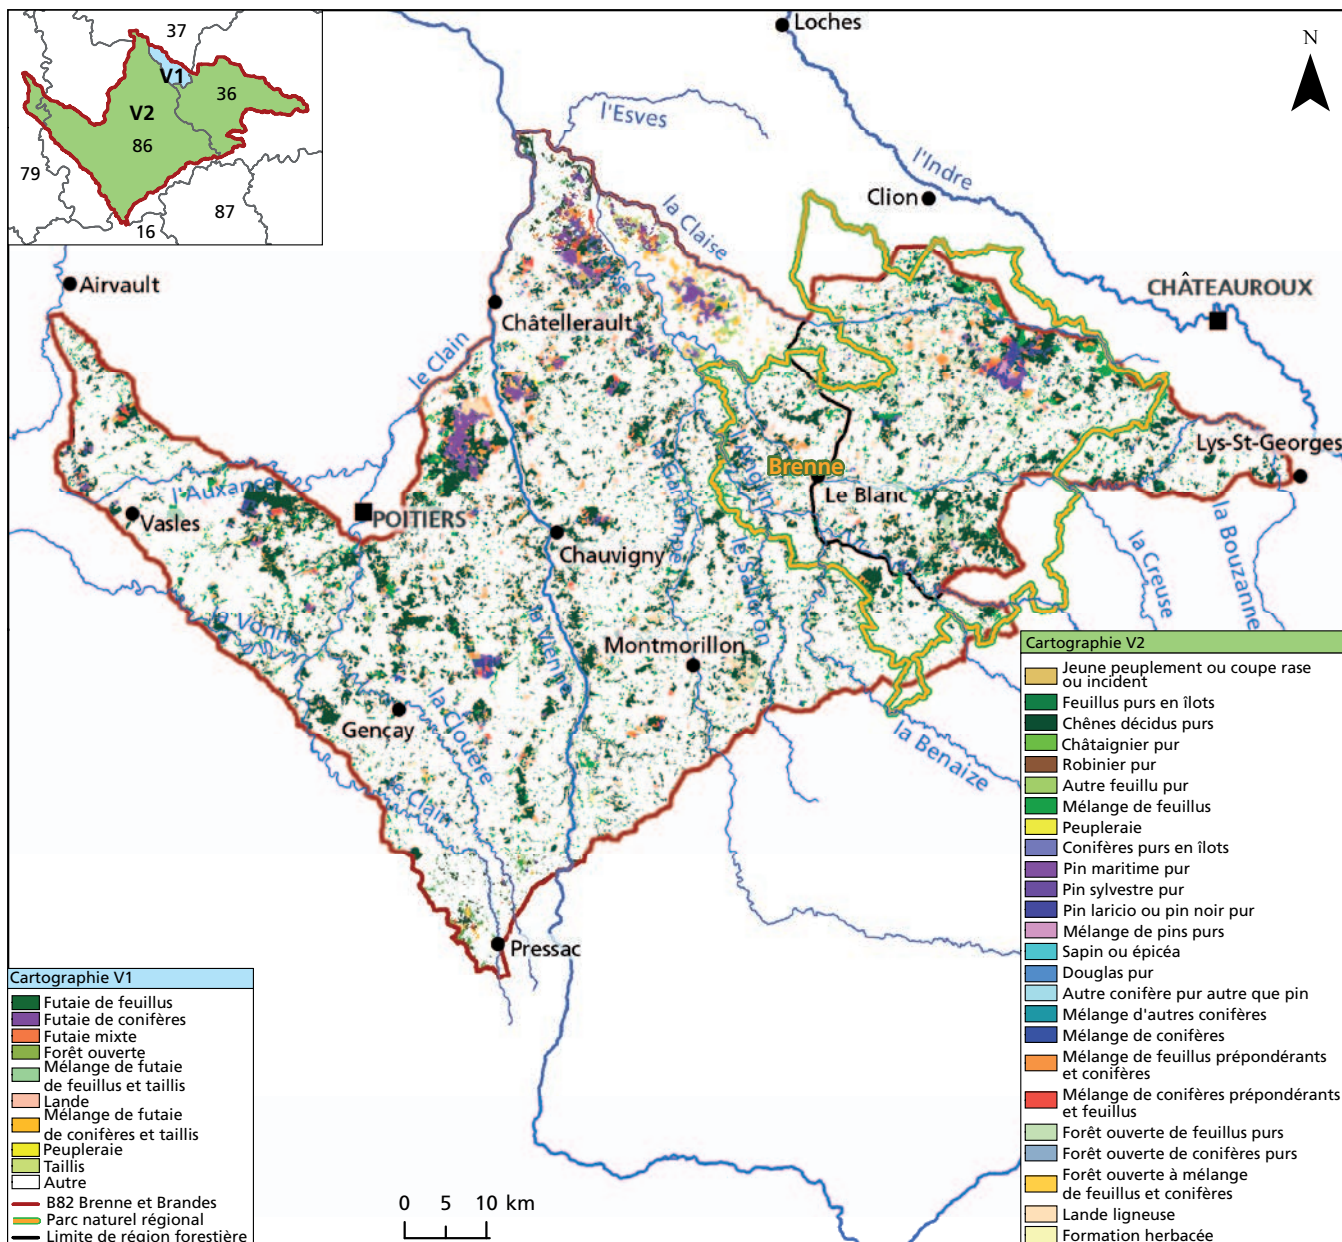 37
V1
36
V2
86
79
87
16
Loches
N
l'Esves
l'Indre
Clion
la Claise
Airvault
CHÂTEAUROUX
Châtellerault
le Clain
Lys-St-Georges
Brenne
l'Auxance
Le Blanc
Vasles
POITIERS
Chauvigny
la Creuse
la Bouzanne
le Salleron
la Vonne
la Vienne
Montmorillon
la Clouère
Gençay
la Benaize
le Clain
Pressac
Cartographie V1
Futaie de feuillus
Futaie de conifères
Futaie mixte
Forêt ouverte
Mélange de futaie
de feuillus et taillis
Lande
Mélange de futaie
de conifères et taillis
Peupleraie
Taillis
Autre
B82 Brenne et Brandes
Parc naturel régional
Limite de région forestière
0 5 10 km
Cartographie V2
Jeune peuplement ou coupe rase
ou incident
Feuillus purs en îlots
Chênes décidus purs
Châtaignier pur
Robinier pur
Autre feuillu pur
Mélange de feuillus
Peupleraie
Conifères purs en îlots
Pin maritime pur
Pin sylvestre pur
Pin laricio ou pin noir pur
Mélange de pins purs
Sapin ou épicéa
Douglas pur
Autre conifère pur autre que pin
Mélange d'autres conifères
Mélange de conifères
Mélange de feuillus prépondérants
et conifères
Mélange de conifères prépondérants
et feuillus
Forêt ouverte de feuillus purs
Forêt ouverte de conifères purs
Forêt ouverte à mélange
de feuillus et conifères
Lande ligneuse
Formation herbacée